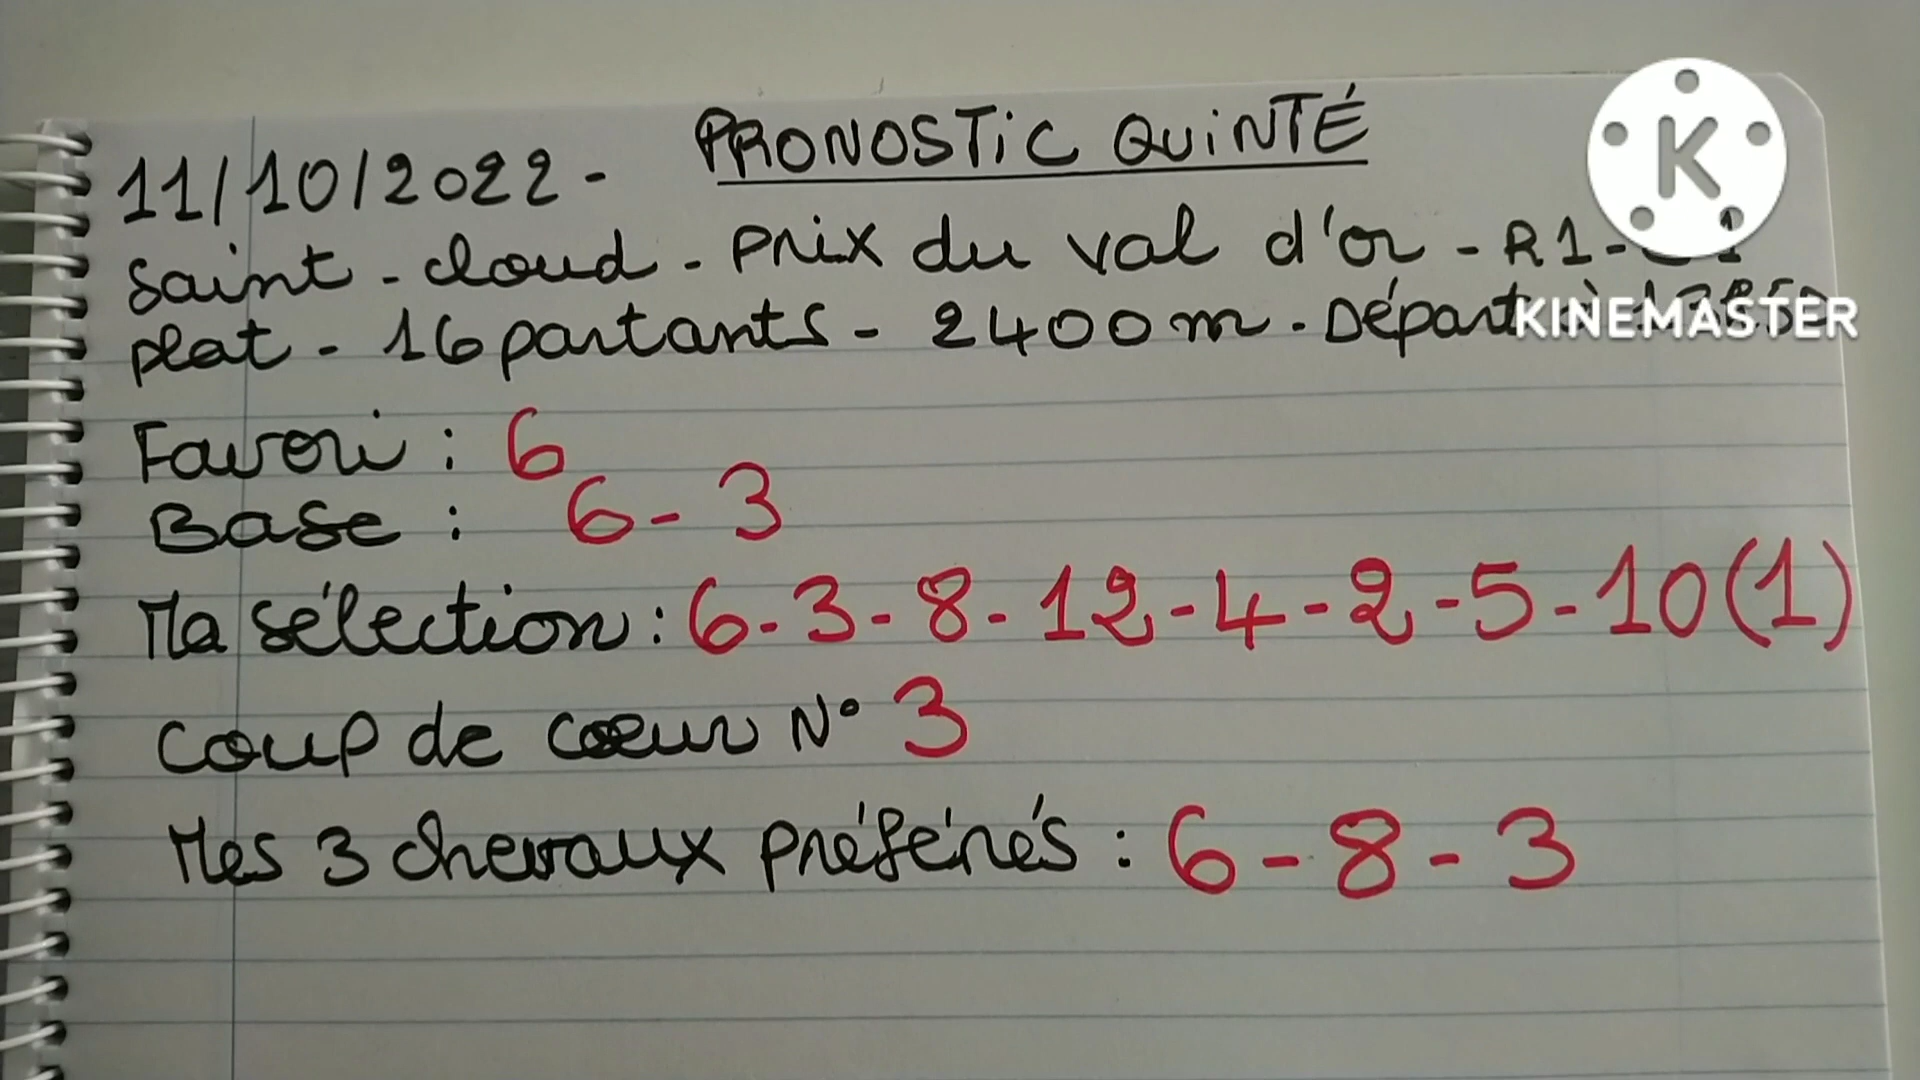 PRONOSTIC QUINTÉ
11/10/2022 -
Saint-Cloud - Prix du val d'or - R1 - 1
plat - 16 partants - 2400m - Départ
KINEMASTER
K
Favori : 6
Base : 6 - 3
Ma sélection : 6 - 3 - 8 - 12 - 4 - 2 - 5 - 10 (1)
Coup de cœur N° 3
Mes 3 chevaux préférés : 6 - 8 - 3